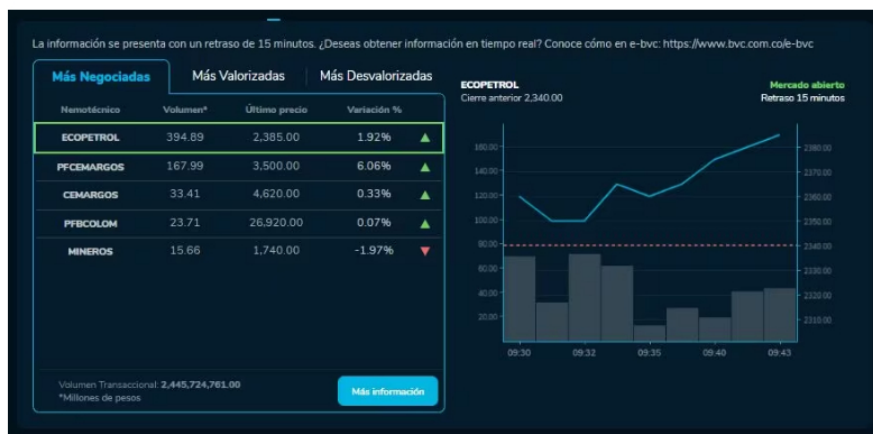 La información se presenta con un retraso de 15 minutos. ¿Deseas obtener información en tiempo real? Conoce cómo en e-bvc: https://www.bvc.com.co/e-bvc
Más Negociadas Más Valorizadas Más Desvalorizadas
Nemotécnico Volumen* Último precio Variación %
ECOPETROL 394.89 2,385.00 1.92%
PFCEMARGOS 167.99 3,500.00 6.06%
CEMARGOS 33.41 4,620.00 0.33%
PFBCOLOM 23.71 26,920.00 0.07%
MINEROS 15.66 1,740.00 -1.97%
Volumen Transaccional: 2,445,724,761.00
*Millones de pesos
Más información
ECOPETROL Mercado abierto
Cierre anterior 2,340.00 Retraso 15 minutos
160.00 2380.00
140.00 2370.00
120.00 2360.00
100.00 2350.00
80.00 2340.00
60.00 2330.00
40.00 2320.00
20.00 2310.00
09:30 09:32 09:35 09:40 09:43